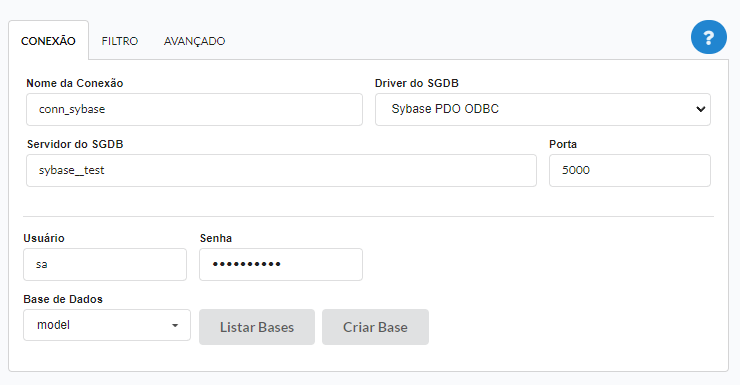 CONEXÃO FILTRO AVANÇADO ?
Nome da Conexão Driver do SGDB
conn_sybase Sybase PDO ODBC
Servidor do SGDB Porta
sybase__test 5000
Usuário Senha
sa ••••••••••
Base de Dados
model Listar Bases Criar Base